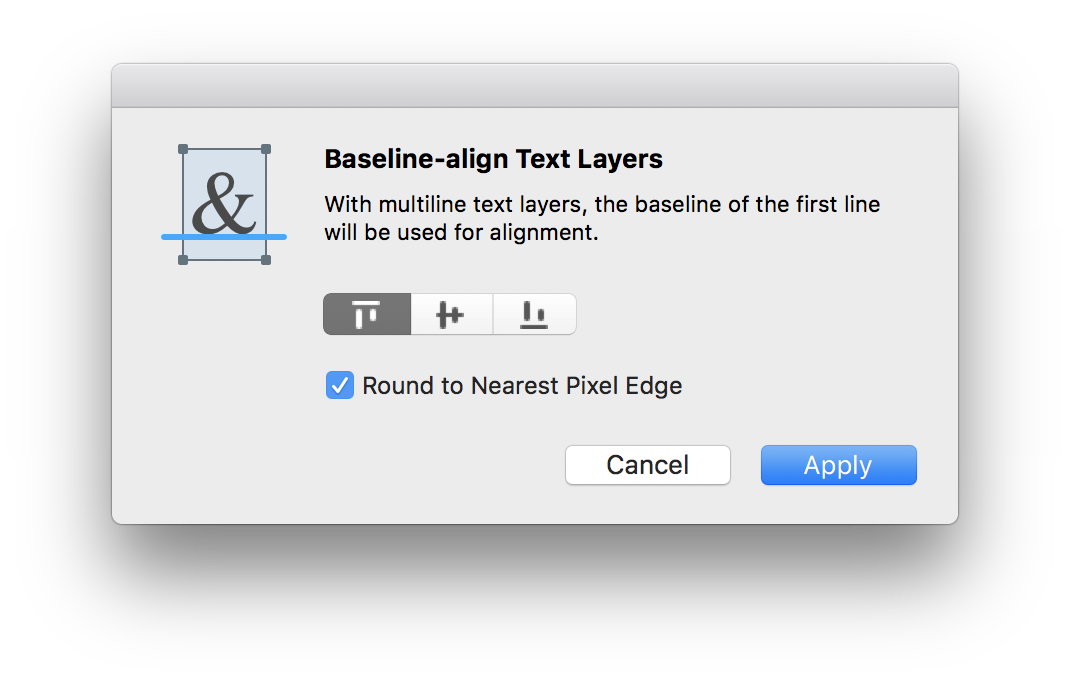 &
Baseline-align Text Layers
With multiline text layers, the baseline of the first line
will be used for alignment.
Round to Nearest Pixel Edge
Cancel
Apply